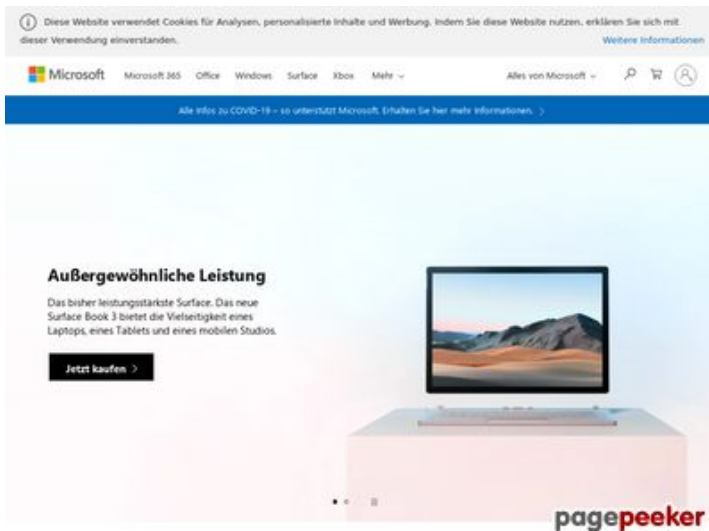 Diese Website verwendet Cookies für Analysen, personalisierte Inhalte und Werbung. Indem Sie diese Website nutzen, erklären Sie sich mit
dieser Verwendung einverstanden. Weitere Informationen
Microsoft Microsoft 365 Office Windows Surface Xbox Mehr Alles von Microsoft
Alle Infos zu COVID-19 – so unterstützt Microsoft. Erhalten Sie hier mehr Informationen.
Außergewöhnliche Leistung
Das bisher leistungsstärkste Surface. Das neue
Surface Book 3 bietet die Vielseitigkeit eines
Laptops, eines Tablets und eines mobilen Studios.
Jetzt kaufen
pagepeeker